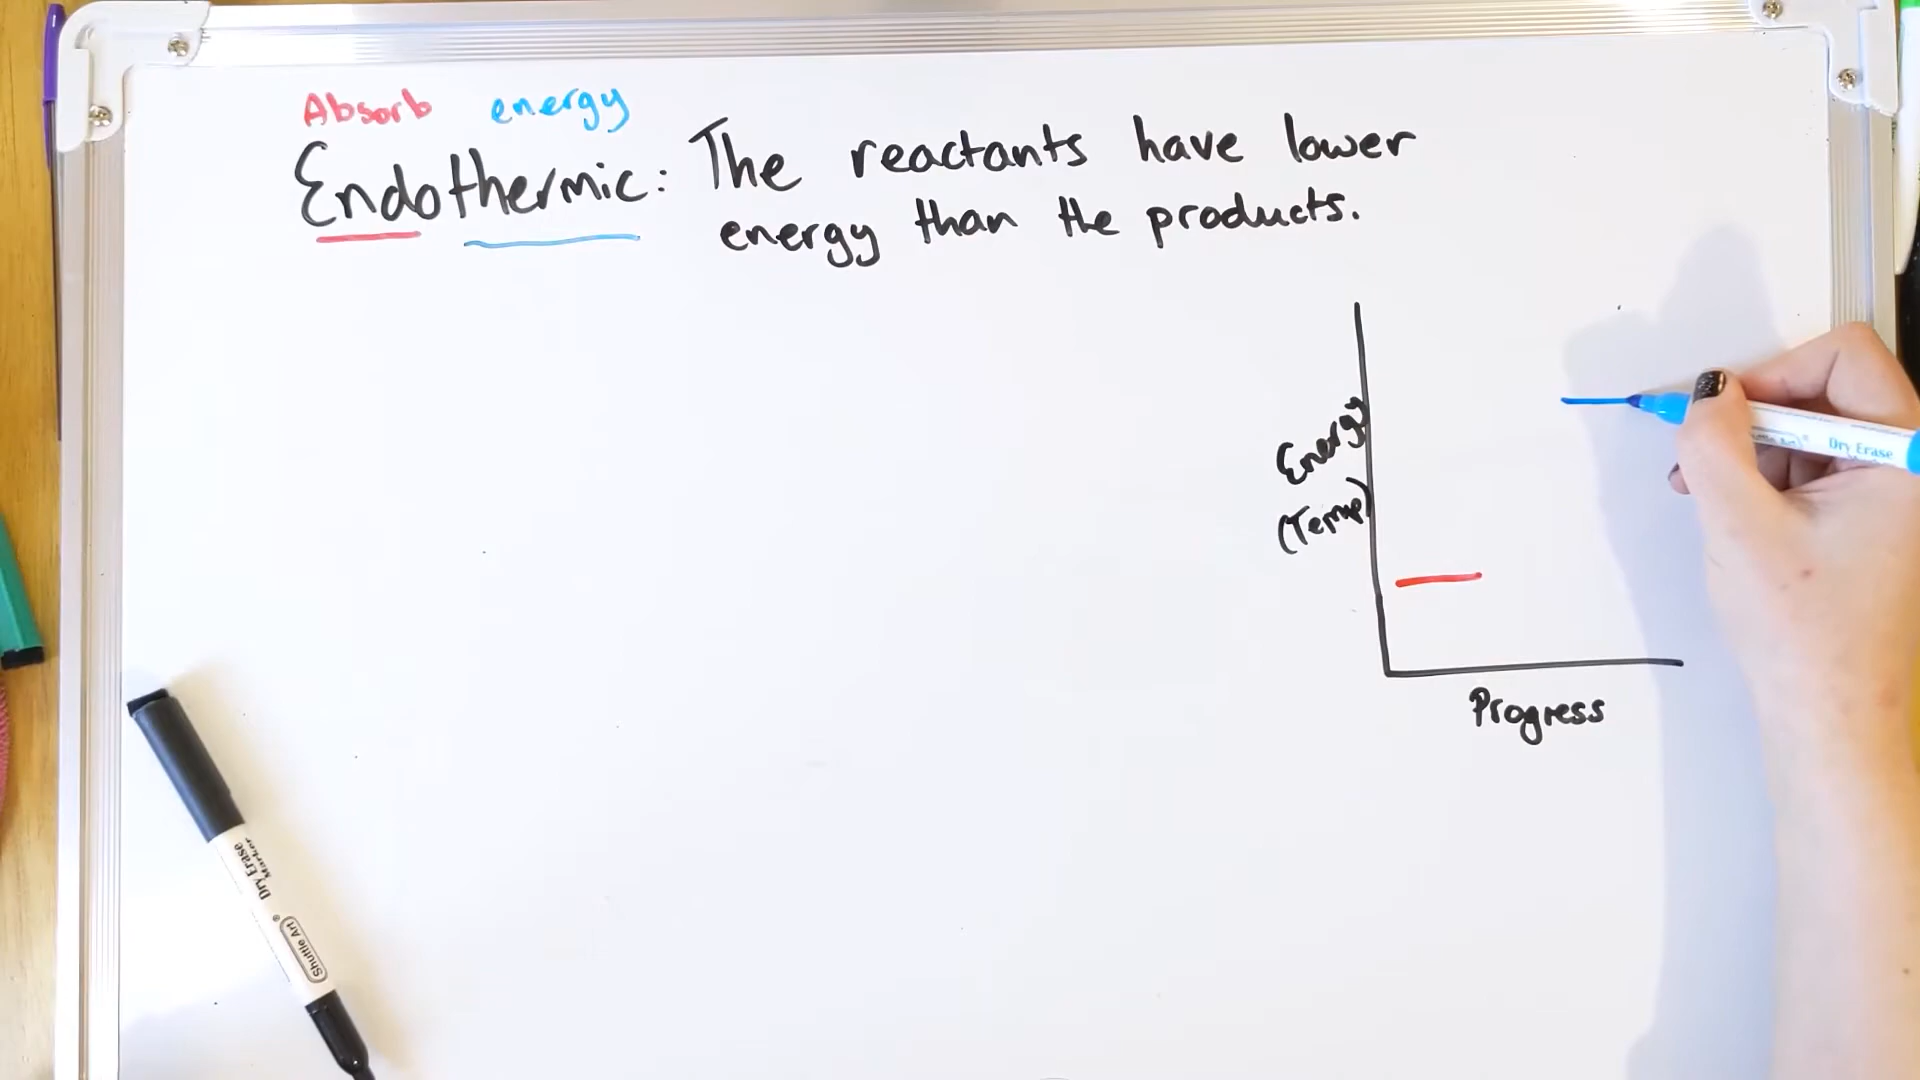 Absorb energy
Endothermic: The reactants have lower
energy than the products.
Energy
(Temp)
Progress
Dry Erase
Dry Erase
Marker
Shuttle Art®